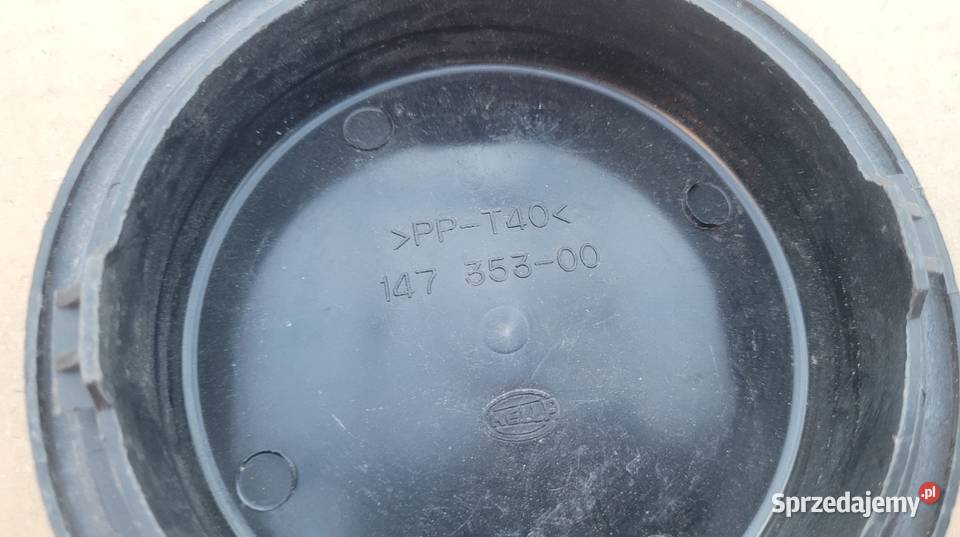 >PP-T40<
147 353-00
HELLA
Sprzedajemy.pl